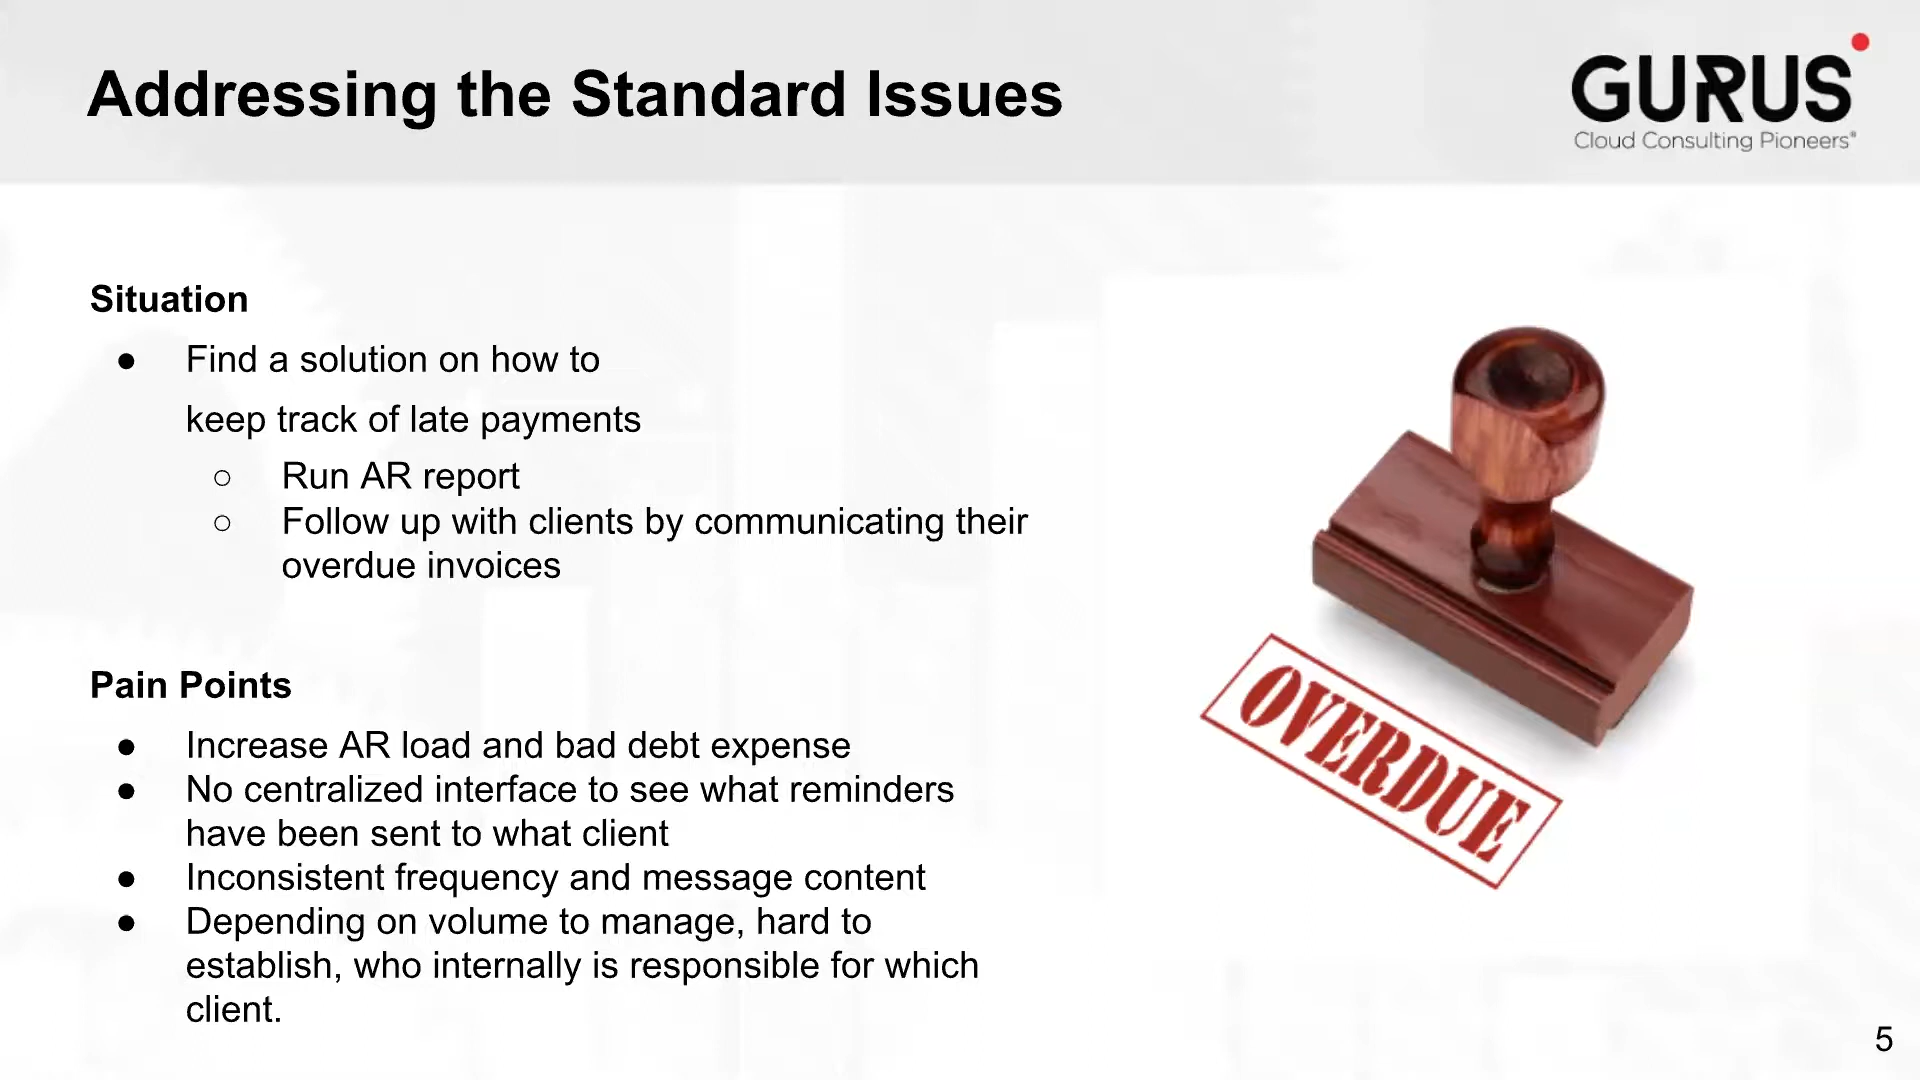 Addressing the Standard Issues
GURUS
Cloud Consulting Pioneers®
Situation
● Find a solution on how to
keep track of late payments
○ Run AR report
○ Follow up with clients by communicating their
overdue invoices
Pain Points
● Increase AR load and bad debt expense
● No centralized interface to see what reminders
have been sent to what client
● Inconsistent frequency and message content
● Depending on volume to manage, hard to
establish, who internally is responsible for which
client.
OVERDUE
5